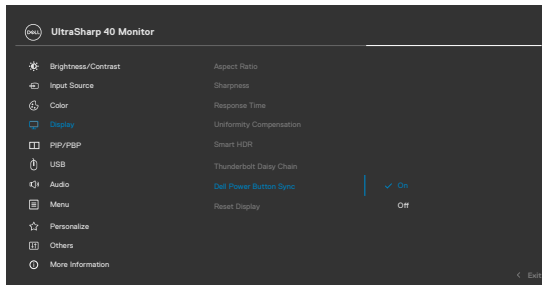 DELL UltraSharp 40 Monitor
Brightness/Contrast
Input Source
Color
Display
PIP/PBP
USB
Audio
Menu
Personalize
Others
More Information
Aspect Ratio
Sharpness
Response Time
Uniformity Compensation
Smart HDR
Thunderbolt Daisy Chain
Dell Power Button Sync
Reset Display
On
Off
Exit